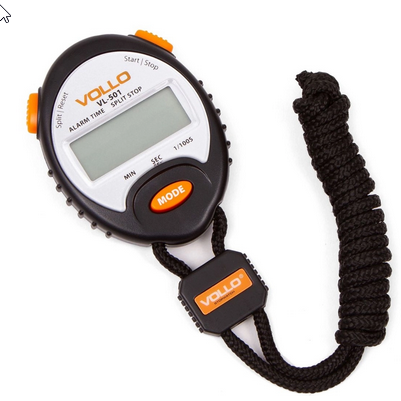 Start | Stop
Split | Reset
VOLLO
VL-501
ALARM TIME SPLIT STOP
MIN SEC 1/100S
MODE
VOLLO®